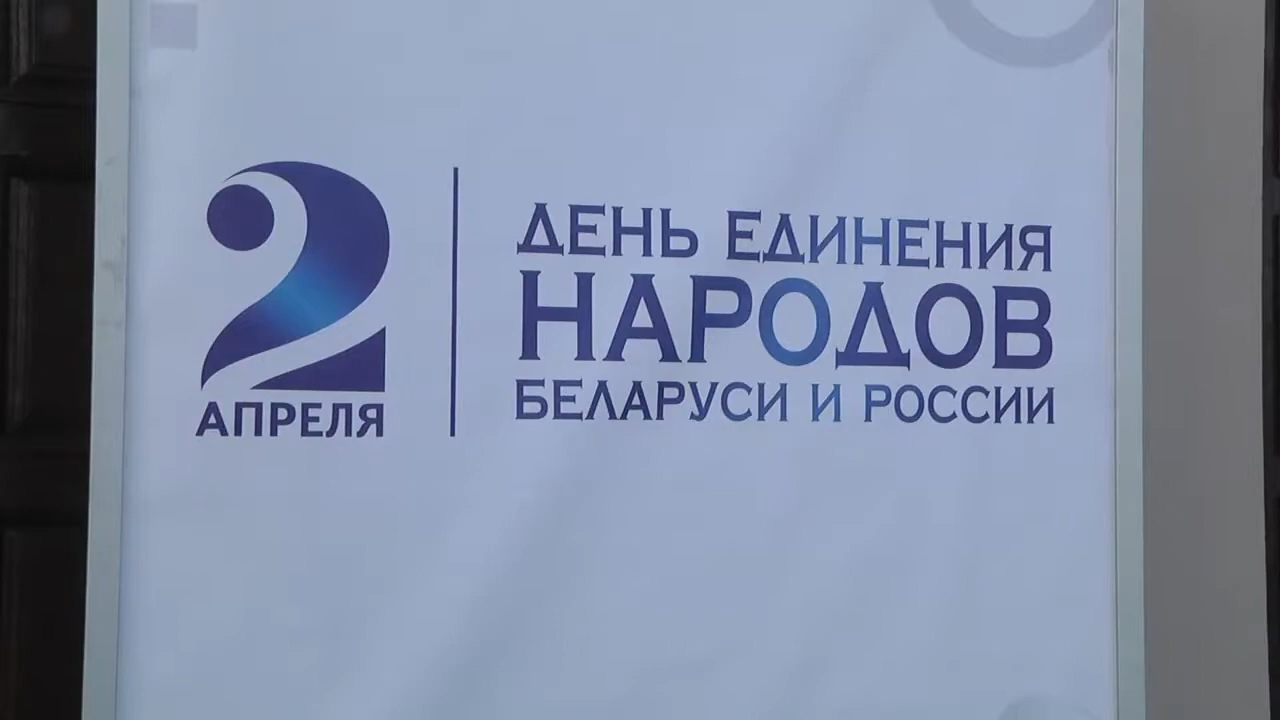 2
АПРЕЛЯ
ДЕНЬ ЕДИНЕНИЯ
НАРОДОВ
БЕЛАРУСИ И РОССИИ